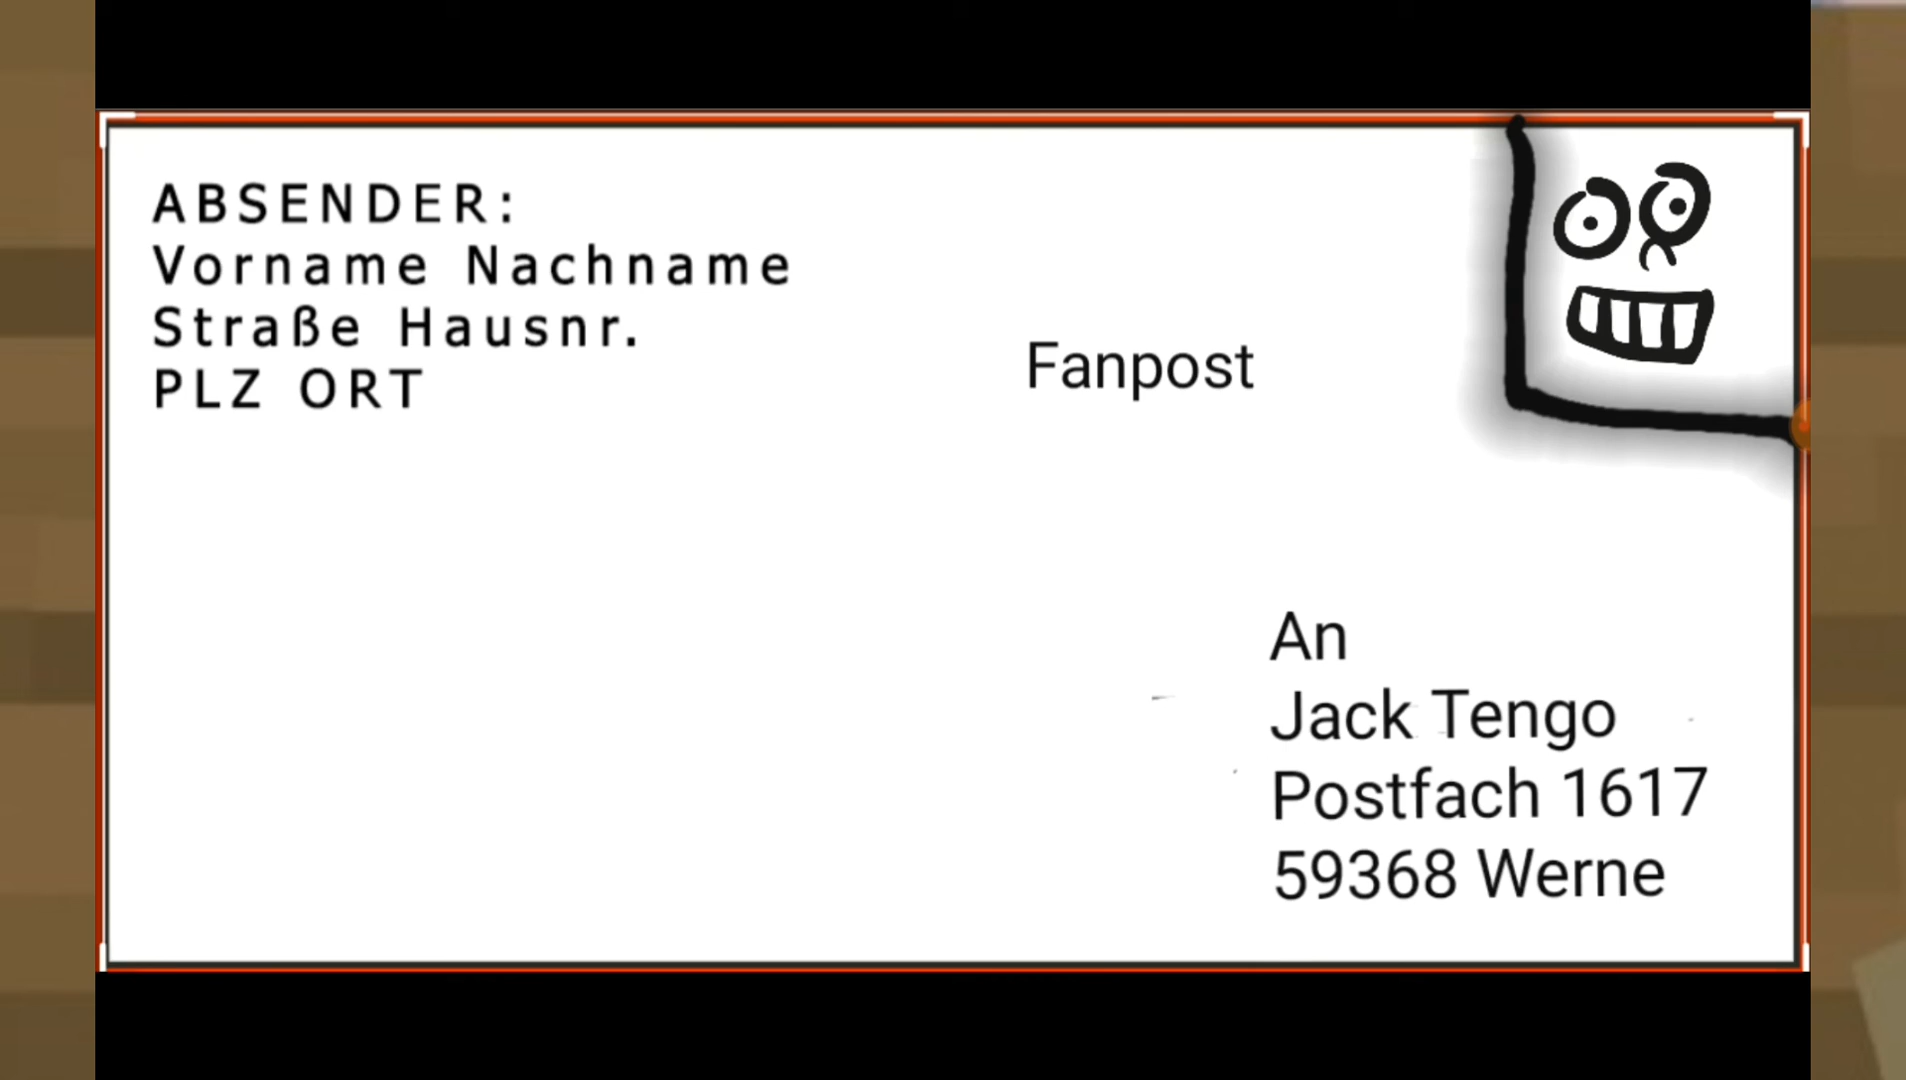 ABSENDER:
Vorname Nachname
Straße Hausnr.
PLZ ORT
Fanpost
An
Jack Tengo
Postfach 1617
59368 Werne